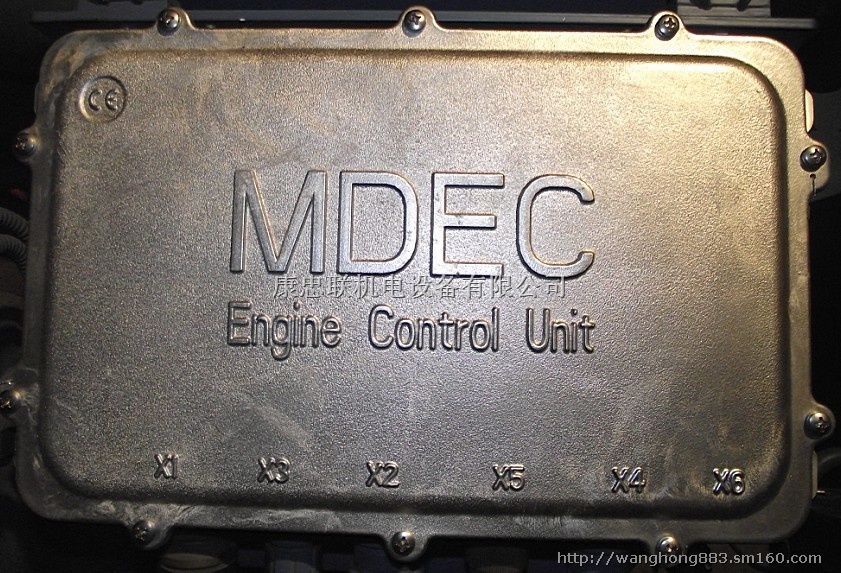 CE
MDEC
康忠联机电设备有限公司
Engine Control Unit
X1 X3 X2 X5 X4 X6
http://wanghong883.sm160.com